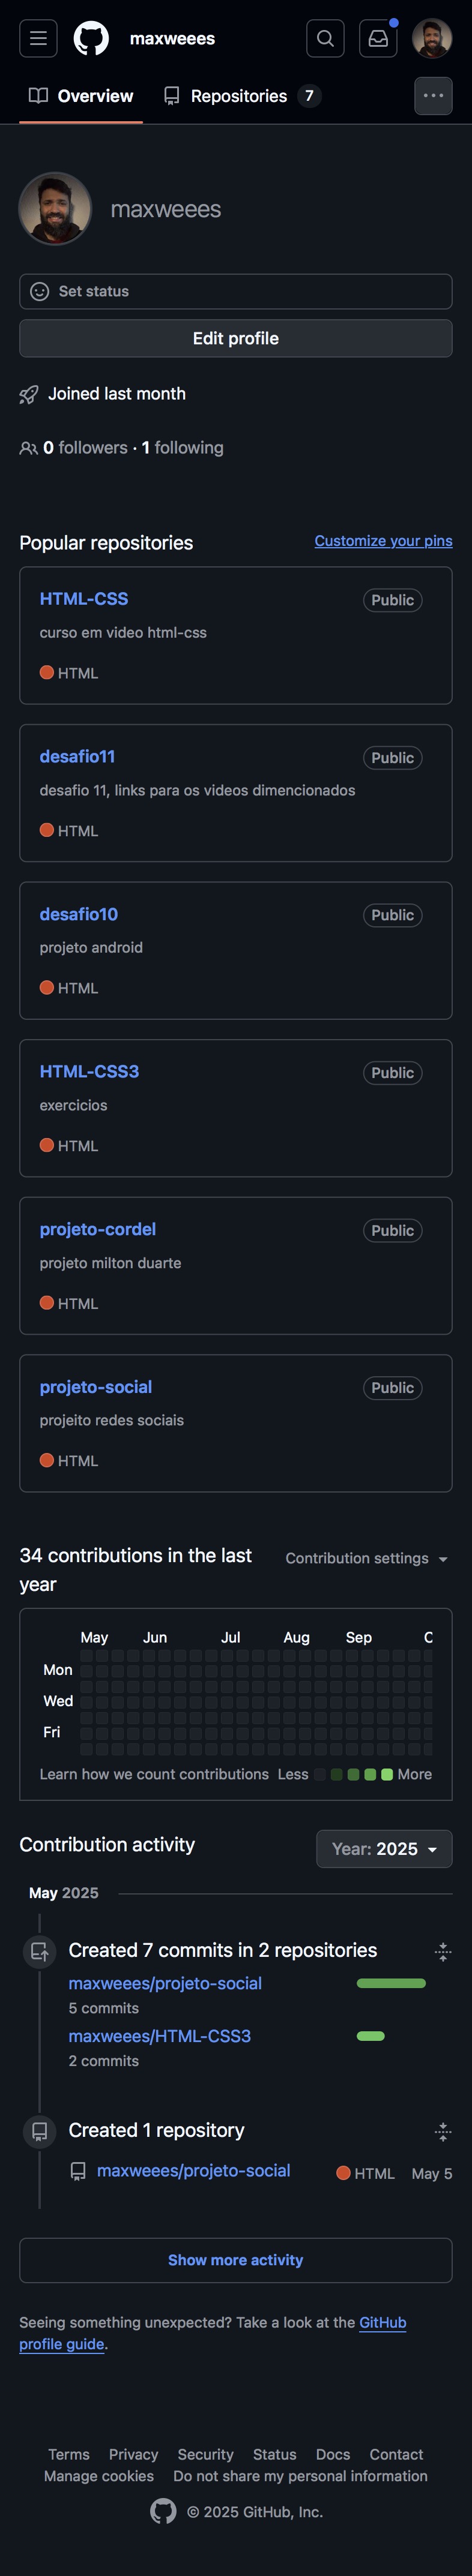 maxweees
Overview Repositories 7
maxweees
Set status
Edit profile
Joined last month
0 followers · 1 following
Popular repositories Customize your pins
HTML-CSS Public
curso em video html-css
HTML
desafio11 Public
desafio 11, links para os videos dimencionados
HTML
desafio10 Public
projeto android
HTML
HTML-CSS3 Public
exercicios
HTML
projeto-cordel Public
projeto milton duarte
HTML
projeto-social Public
projeito redes sociais
HTML
34 contributions in the last Contribution settings
year
May Jun Jul Aug Sep
Mon
Wed
Fri
Learn how we count contributions Less More
Contribution activity Year: 2025
May 2025
Created 7 commits in 2 repositories
maxweees/projeto-social
5 commits
maxweees/HTML-CSS3
2 commits
Created 1 repository
maxweees/projeto-social HTML May 5
Show more activity
Seeing something unexpected? Take a look at the GitHub
profile guide.
Terms Privacy Security Status Docs Contact
Manage cookies Do not share my personal information
© 2025 GitHub, Inc.